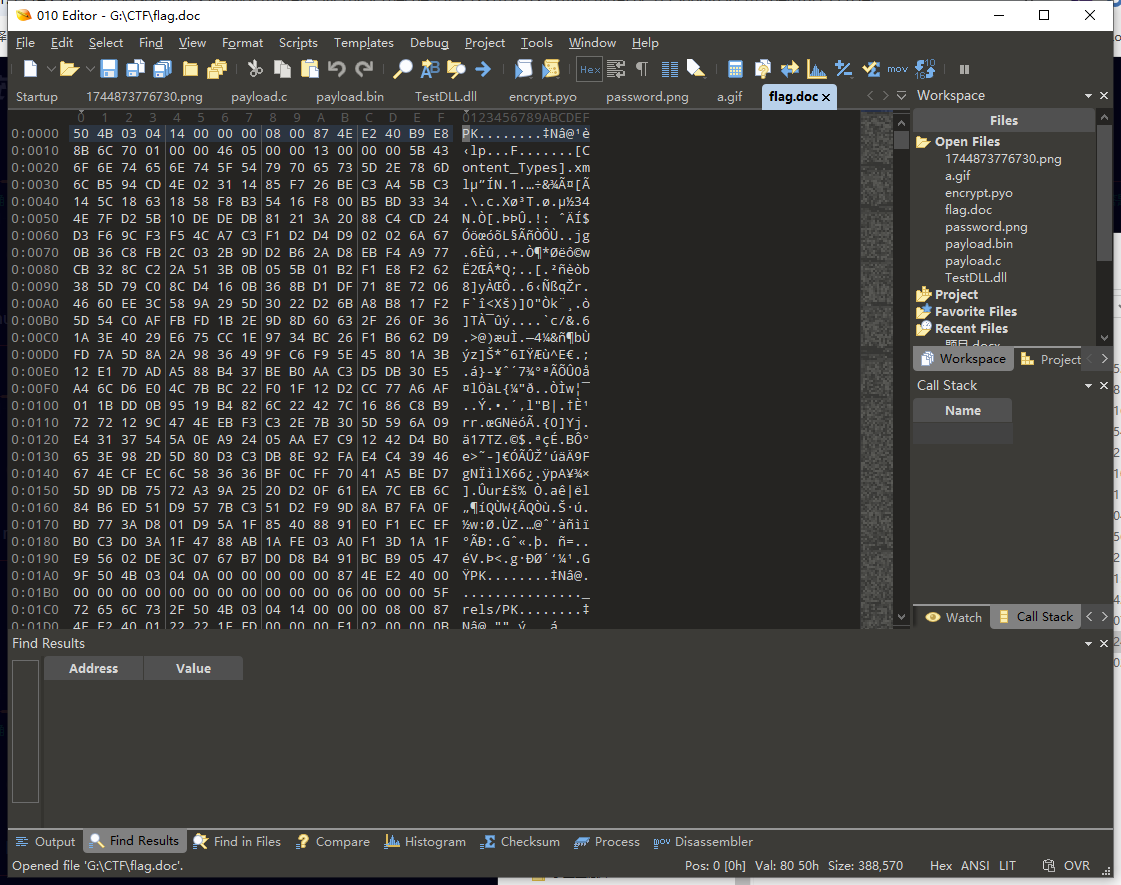 010 Editor - G:\CTF\flag.doc
File Edit Select Find View Format Scripts Templates Debug Project Tools Window Help
Hex
mov
Startup 1744873776730.png payload.c payload.bin TestDLL.dll encrypt.pyo password.png a.gif flag.doc
0 1 2 3 4 5 6 7 8 9 A B C D E F 0123456789ABCDEF
0:0000 50 4B 03 04 14 00 00 00 08 00 87 4E E2 40 B9 E8 PK........‡Nâ@¹è
0:0010 8B 6C 70 01 00 00 46 05 00 00 13 00 00 00 5B 43 ‹lp...F.......[C
0:0020 6F 6E 74 65 6E 74 5F 54 79 70 65 73 5D 2E 78 6D ontent_Types].xm
0:0030 6C B5 94 CD 4E 02 31 14 85 F7 26 BE C3 A4 5B C3 lµ”ÍN.1.…÷&¾Ã¤[Ã
0:0040 14 5C 18 63 18 58 F8 B3 54 16 F8 00 B5 BD 33 34 .\.c.Xø³T.ø.µ½34
0:0050 4E 7F D2 5B 10 DE DE DB 81 21 3A 20 88 C4 CD 24 N.Ò[.ÞÞÛ.!: ˆÄÍ$
0:0060 D3 F6 9C F3 F5 4C A7 C3 F1 D2 D4 D9 02 02 6A 67 ÓöœóõL§ÃñÒÔÙ..jg
0:0070 0B 36 C8 FB 2C 03 2B 9D D2 B6 2A D8 EB F4 A9 77 .6Èû,.+.Ò¶*Øëô©w
0:0080 CB 32 8C C2 2A 51 3B 0B 05 5B 01 B2 F1 E8 F2 62 Ë2ŒÂ*Q;..[.²ñèòb
0:0090 38 5D 79 C0 8C D4 16 0B 36 8B D1 DF 71 8E 72 06 8]yÀŒÔ..6‹ÑßqŽr.
0:00A0 46 60 EE 3C 58 9A 29 5D 30 22 D2 6B A8 B8 17 F2 F`î<Xš)]0"Òk¨¸.ò
0:00B0 5D 54 C0 AF FB FD 1B 2E 9D 8D 60 63 2F 26 0F 36 ]TÀ¯ûý....`c/&.6
0:00C0 1A 3E 40 29 E6 75 CC 1E 97 34 BC 26 F1 B6 62 D9 .>@)æuÌ.—4¼&ñ¶bÙ
0:00D0 FD 7A 5D 8A 2A 98 36 49 9F C6 F9 5E 45 80 1A 3B ýz]Š*˜6IŸÆù^E€.;
0:00E0 12 E1 7D AD A5 88 B4 37 BE B0 AA C3 D5 DB 30 E5 .á}-¥ˆ´7¾°ªÃÕÛ0å
0:00F0 A4 6C D6 E0 4C 7B BC 22 F0 1F 12 D2 CC 77 A6 AF ¤lÖàL{¼"ð..ÒÌw¦¯
0:0100 01 1B DD 0B 95 19 B4 82 6C 22 42 7C 16 86 C8 B9 ..Ý.•.´‚l"B|.†È¹
0:0110 72 72 12 9C 47 4E EB F3 C3 2E 7B 30 5D 59 6A 09 rr.œGNëóÃ.{0]Yj.
0:0120 E4 31 37 54 5A 0E A9 24 05 AA E7 C9 12 42 D4 B0 ä17TZ.©$.ªçÉ.BÔ°
0:0130 65 3E 98 2D 5D 80 D3 C3 DB 8E 92 FA E4 C4 39 46 e>˜-]€ÓÃÛŽ’úäÄ9F
0:0140 67 4E CF EC 6C 58 36 36 BF 0C FF 70 41 A5 BE D7 gNÏìlX66¿.ÿpA¥¾×
0:0150 5D 9D DB 75 72 A3 9A 25 20 D2 0F 61 EA 7C EB 6C ].Ûur£š% Ò.aê|ël
0:0160 84 B6 ED 51 D9 57 7B C3 51 D2 F9 9D 8A B7 FA 0F „¶íQÙW{ÃQÒù.Š·ú.
0:0170 BD 77 3A D8 01 D9 5A 1F 85 40 88 91 E0 F1 EC EF ½w:Ø.ÙZ.…@ˆ‘àñìï
0:0180 B0 C3 D0 3A 1F 47 88 AB 1A FE 03 A0 F1 3D 1A 1F °ÃÐ:.Gˆ«.þ. ñ=..
0:0190 E9 56 02 DE 3C 07 67 B7 D0 D8 B4 91 BC B9 05 47 éV.Þ<.g·ÐØ´‘¼¹.G
0:01A0 9F 50 4B 03 04 0A 00 00 00 00 00 87 4E E2 40 00 ŸPK........‡Nâ@.
0:01B0 00 00 00 00 00 00 00 00 00 00 00 06 00 00 00 5F ..............._
0:01C0 72 65 6C 73 2F 50 4B 03 04 14 00 00 00 08 00 87 rels/PK........‡
Workspace
Files
Open Files
1744873776730.png
a.gif
encrypt.pyo
flag.doc
password.png
payload.bin
payload.c
TestDLL.dll
Project
Favorite Files
Recent Files
Workspace Project
Call Stack
Name
Watch Call Stack
Find Results
Address Value
Output Find Results Find in Files Compare Histogram Checksum Process Disassembler
Opened file 'G:\CTF\flag.doc'. Pos: 0 [0h] Val: 80 50h Size: 388,570 Hex ANSI LIT OVR